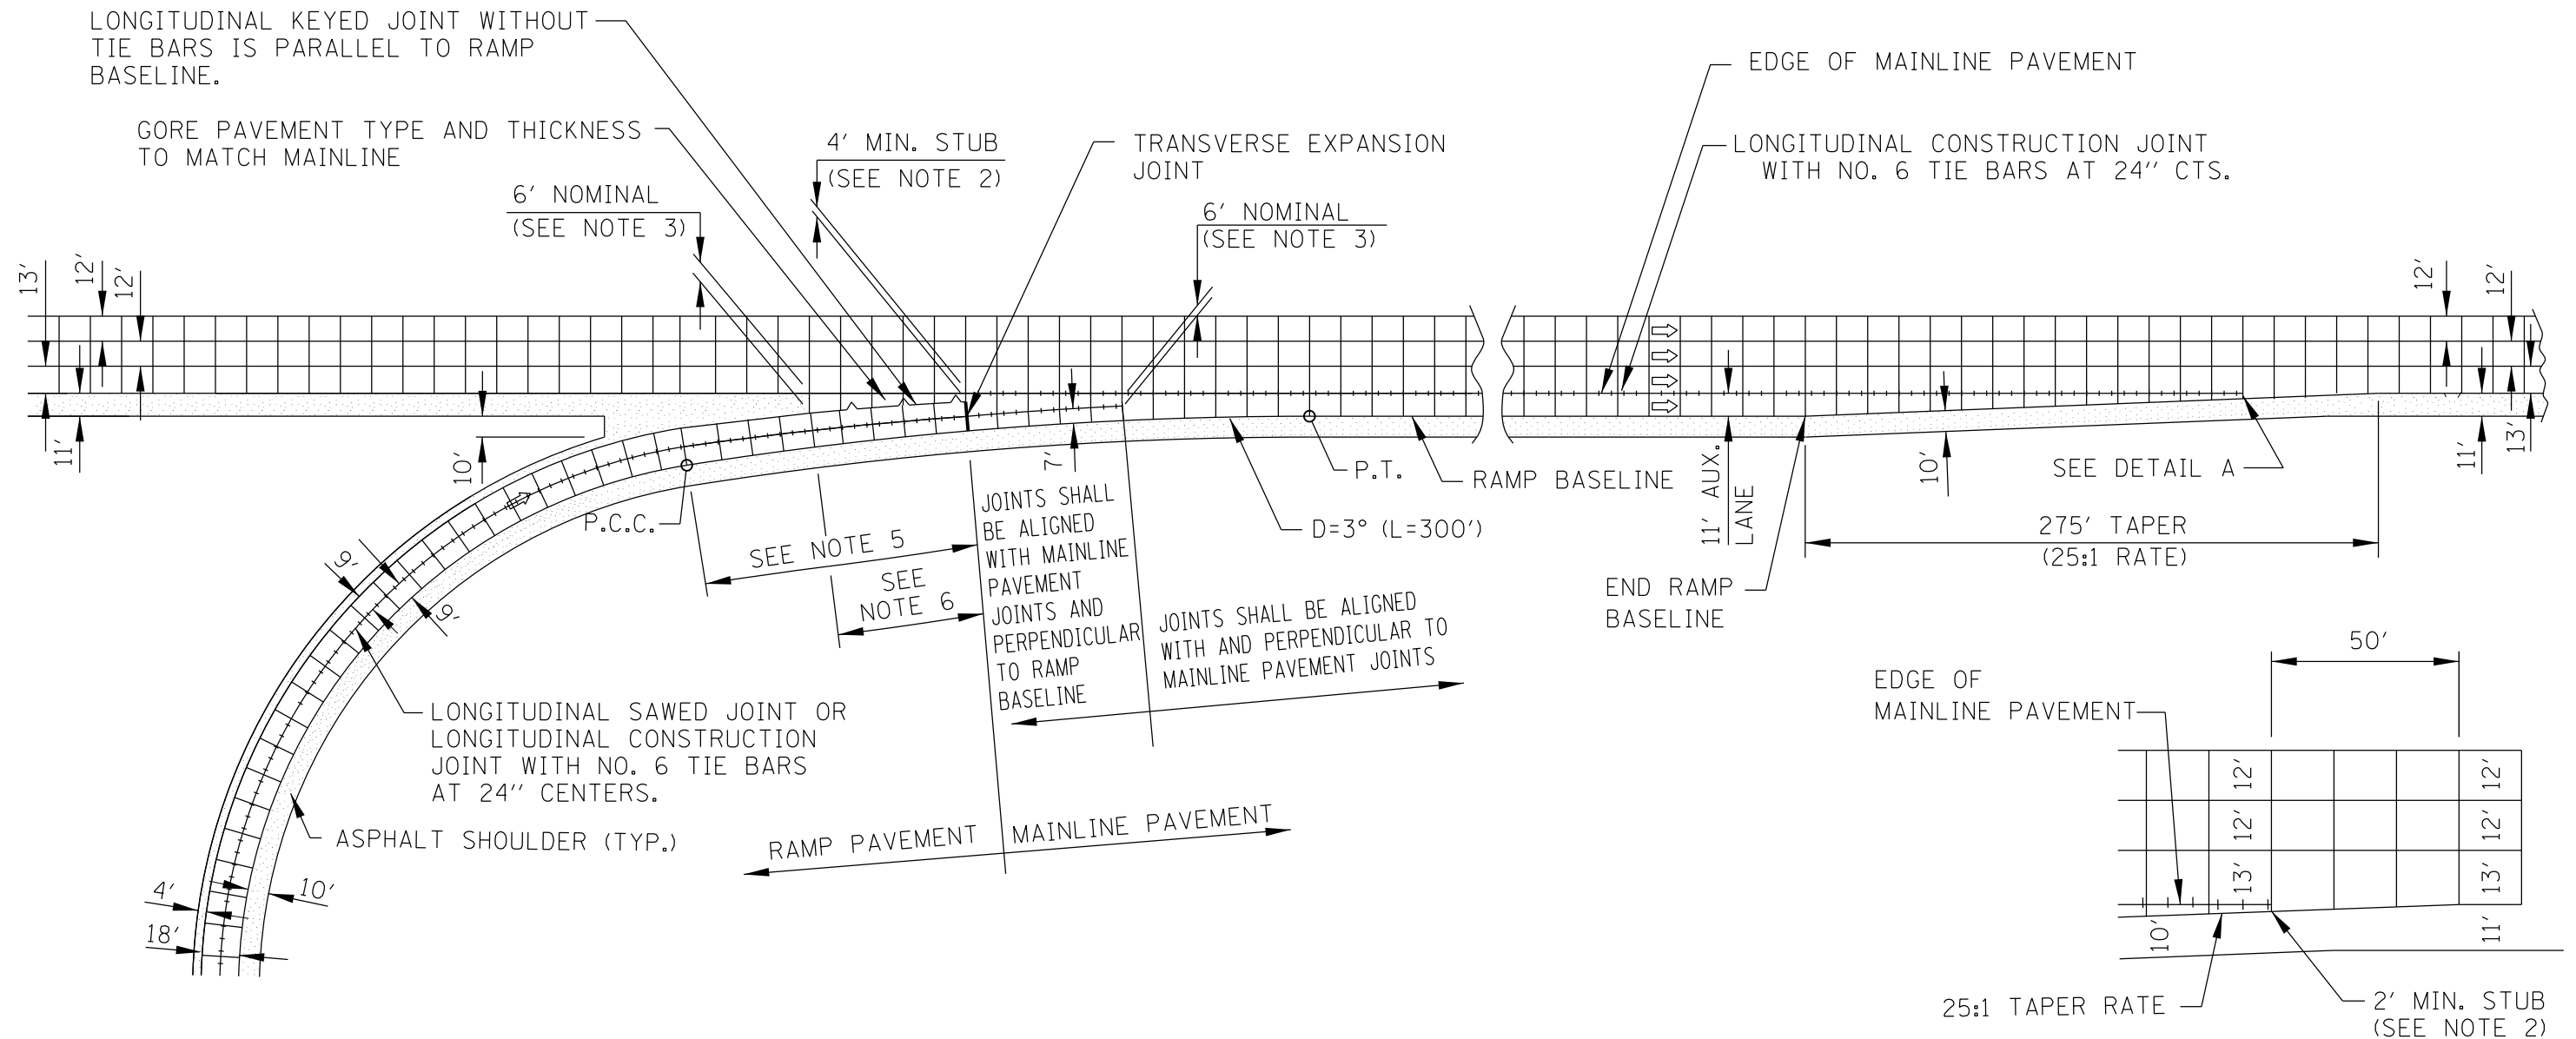 LONGITUDINAL KEYED JOINT WITHOUT
TIE BARS IS PARALLEL TO RAMP
BASELINE.
GORE PAVEMENT TYPE AND THICKNESS
TO MATCH MAINLINE
6' NOMINAL
(SEE NOTE 3)
4' MIN. STUB
(SEE NOTE 2)
TRANSVERSE EXPANSION
JOINT
6' NOMINAL
(SEE NOTE 3)
EDGE OF MAINLINE PAVEMENT
LONGITUDINAL CONSTRUCTION JOINT
WITH NO. 6 TIE BARS AT 24" CTS.
13'
12'
12'
11'
10'
12'
12'
11'
13'
10'
7'
P.C.C.
P.T.
RAMP BASELINE
D=3° (L=300')
11' AUX.
LANE
SEE DETAIL A
275' TAPER
(25:1 RATE)
END RAMP
BASELINE
SEE NOTE 5
SEE
NOTE 6
JOINTS SHALL
BE ALIGNED
WITH MAINLINE
PAVEMENT
JOINTS AND
PERPENDICULAR
TO RAMP
BASELINE
JOINTS SHALL BE ALIGNED
WITH AND PERPENDICULAR TO
MAINLINE PAVEMENT JOINTS
9'
9'
LONGITUDINAL SAWED JOINT OR
LONGITUDINAL CONSTRUCTION
JOINT WITH NO. 6 TIE BARS
AT 24" CENTERS.
ASPHALT SHOULDER (TYP.)
RAMP PAVEMENT
MAINLINE PAVEMENT
4'
10'
18'
50'
EDGE OF
MAINLINE PAVEMENT
12'
12'
13'
12'
12'
13'
10'
11'
25:1 TAPER RATE
2' MIN. STUB
(SEE NOTE 2)